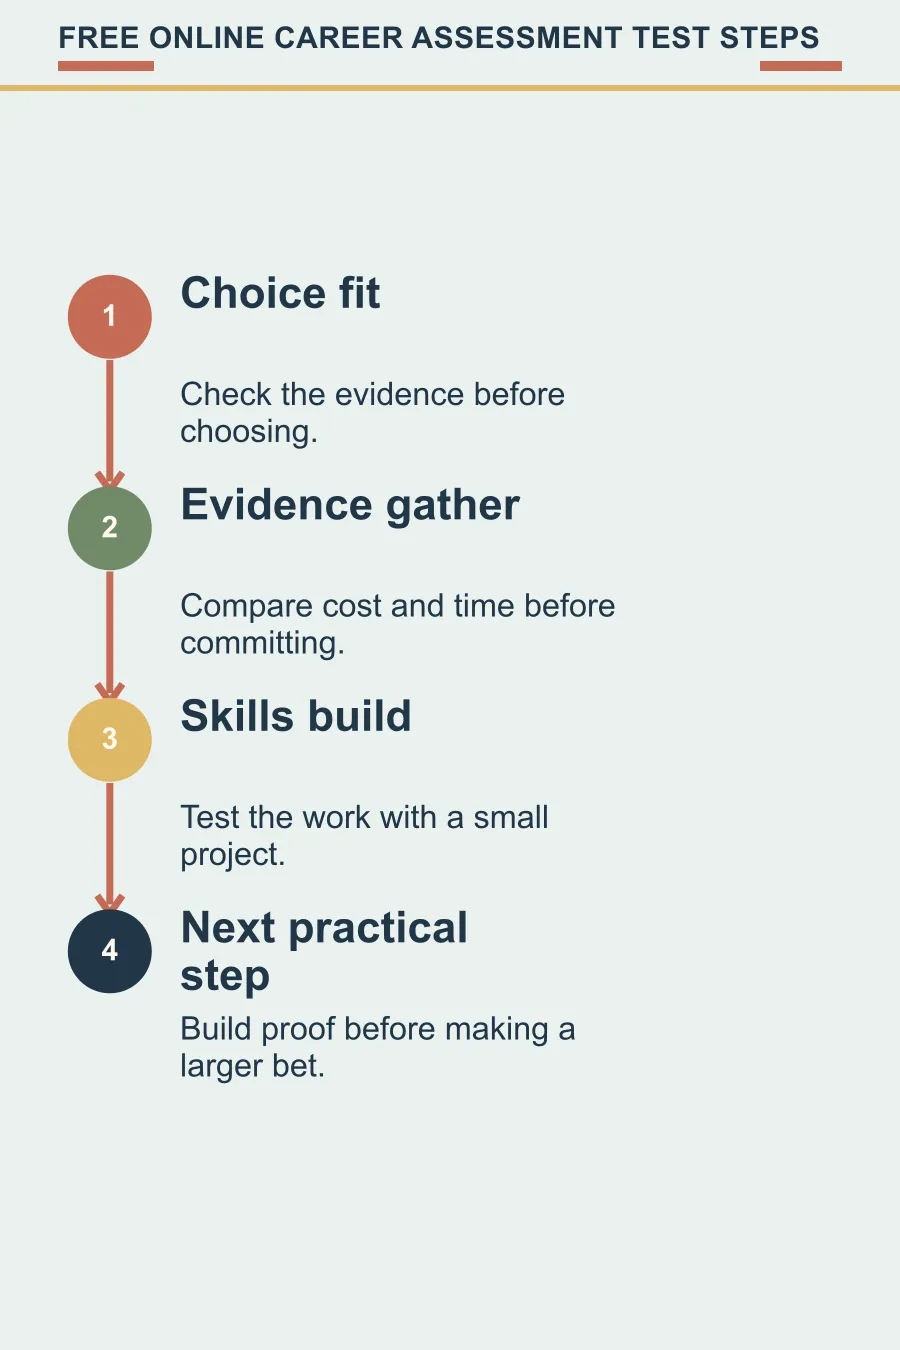 FREE ONLINE CAREER ASSESSMENT TEST STEPS
1
Choice fit
Check the evidence before
choosing.
2
Evidence gather
Compare cost and time before
committing.
3
Skills build
Test the work with a small
project.
4
Next practical
step
Build proof before making a
larger bet.